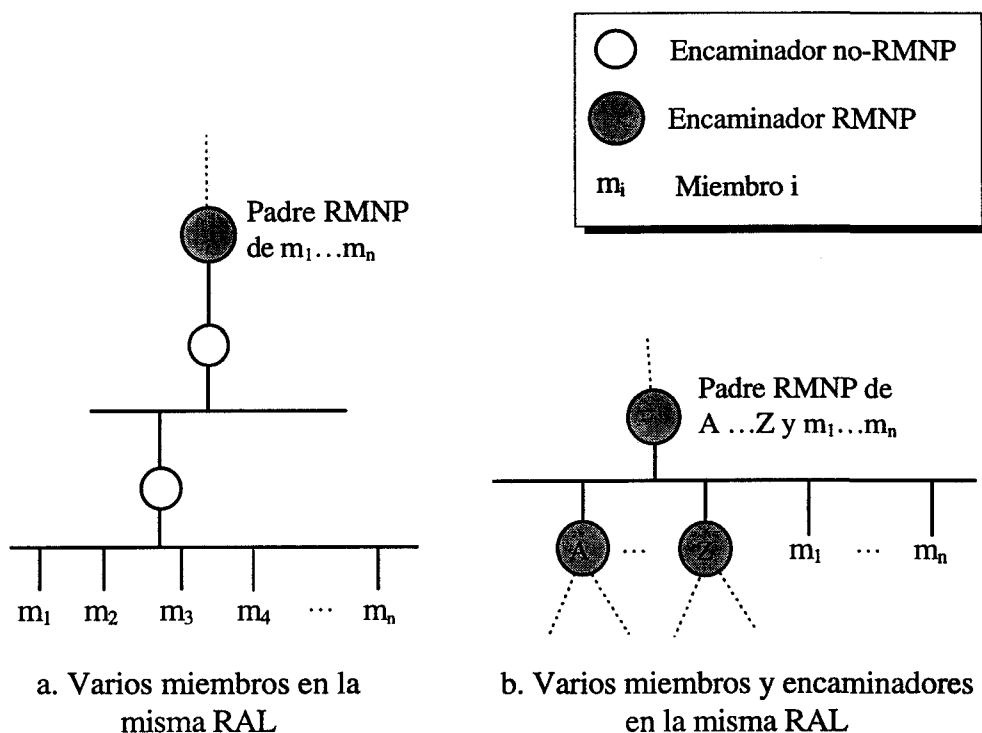 Encaminador no-RMNP
Encaminador RMNP
mi Miembro i
Padre RMNP
de m1...mn
Padre RMNP de
A ...Z y m1...mn
m1 m2 m3 m4 ... mn
A ... Z m1 ... mn
a. Varios miembros en la
misma RAL
b. Varios miembros y encaminadores
en la misma RAL